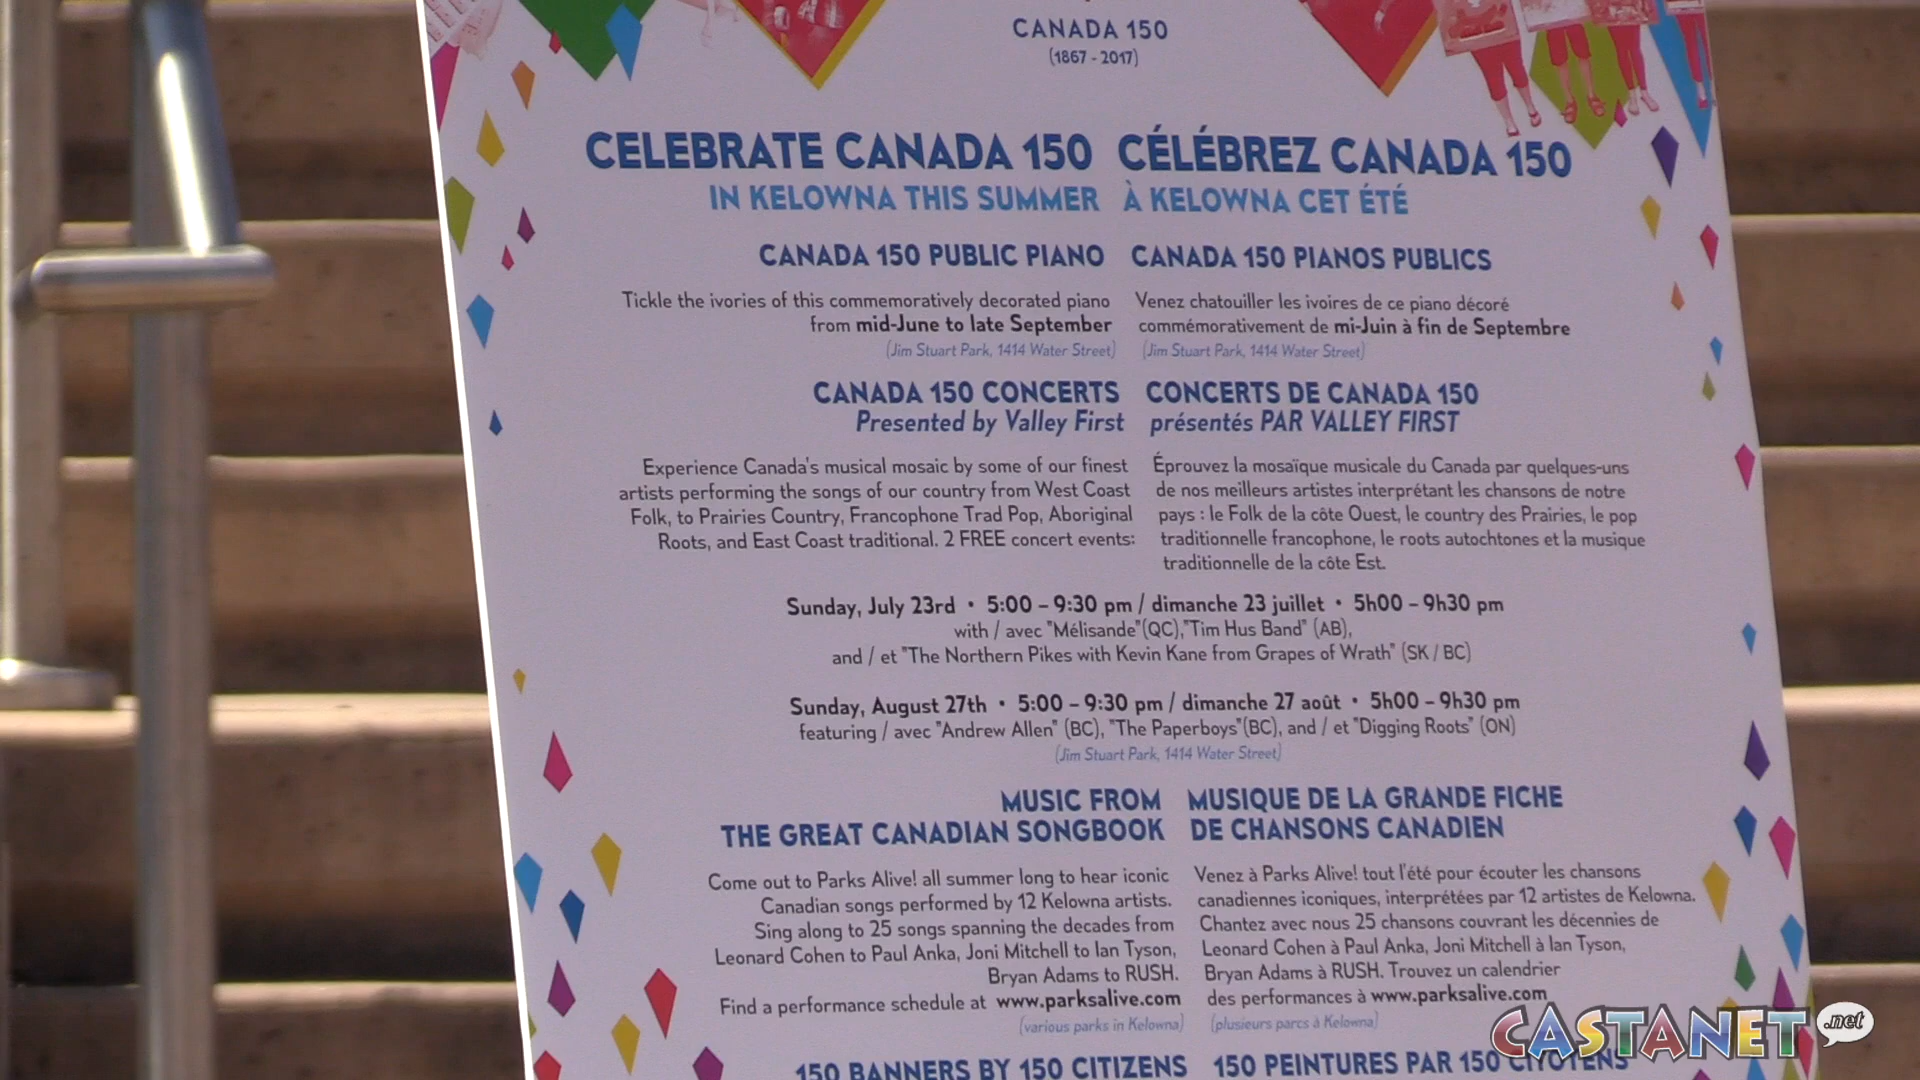 CANADA 150
(1867 - 2017)
CELEBRATE CANADA 150
IN KELOWNA THIS SUMMER
CÉLÉBREZ CANADA 150
À KELOWNA CET ÉTÉ
CANADA 150 PUBLIC PIANO
Tickle the ivories of this commemoratively decorated piano
from mid-June to late September
(Jim Stuart Park, 1414 Water Street)
CANADA 150 PIANOS PUBLICS
Venez chatouiller les ivoires de ce piano décoré
commémorativement de mi-Juin à fin de Septembre
(Jim Stuart Park, 1414 Water Street)
CANADA 150 CONCERTS
Presented by Valley First
Experience Canada's musical mosaic by some of our finest
artists performing the songs of our country from West Coast
Folk, to Prairies Country, Francophone Trad Pop, Aboriginal
Roots, and East Coast traditional. 2 FREE concert events:
CONCERTS DE CANADA 150
présentés PAR VALLEY FIRST
Éprouvez la mosaïque musicale du Canada par quelques-uns
de nos meilleurs artistes interprétant les chansons de notre
pays : le Folk de la côte Ouest, le country des Prairies, le pop
traditionnelle francophone, le roots autochtones et la musique
traditionnelle de la côte Est.
Sunday, July 23rd • 5:00 – 9:30 pm / dimanche 23 juillet • 5h00 – 9h30 pm
with / avec "Mélisande"(QC),"Tim Hus Band" (AB),
and / et "The Northern Pikes with Kevin Kane from Grapes of Wrath" (SK / BC)
Sunday, August 27th • 5:00 – 9:30 pm / dimanche 27 août • 5h00 – 9h30 pm
featuring / avec "Andrew Allen" (BC), "The Paperboys"(BC), and / et "Digging Roots" (ON)
(Jim Stuart Park, 1414 Water Street)
MUSIC FROM
THE GREAT CANADIAN SONGBOOK
Come out to Parks Alive! all summer long to hear iconic
Canadian songs performed by 12 Kelowna artists.
Sing along to 25 songs spanning the decades from
Leonard Cohen to Paul Anka, Joni Mitchell to Ian Tyson,
Bryan Adams to RUSH.
Find a performance schedule at www.parksalive.com
(various parks in Kelowna)
MUSIQUE DE LA GRANDE FICHE
DE CHANSONS CANADIEN
Venez à Parks Alive! tout l'été pour écouter les chansons
canadiennes iconiques, interprétées par 12 artistes de Kelowna.
Chantez avec nous 25 chansons couvrant les décennies de
Leonard Cohen à Paul Anka, Joni Mitchell à Ian Tyson,
Bryan Adams à RUSH. Trouvez un calendrier
des performances à www.parksalive.com
(plusieurs parcs à Kelowna)
150 BANNERS BY 150 CITIZENS
150 PEINTURES PAR 150 CITOYENS
CASTANET.net